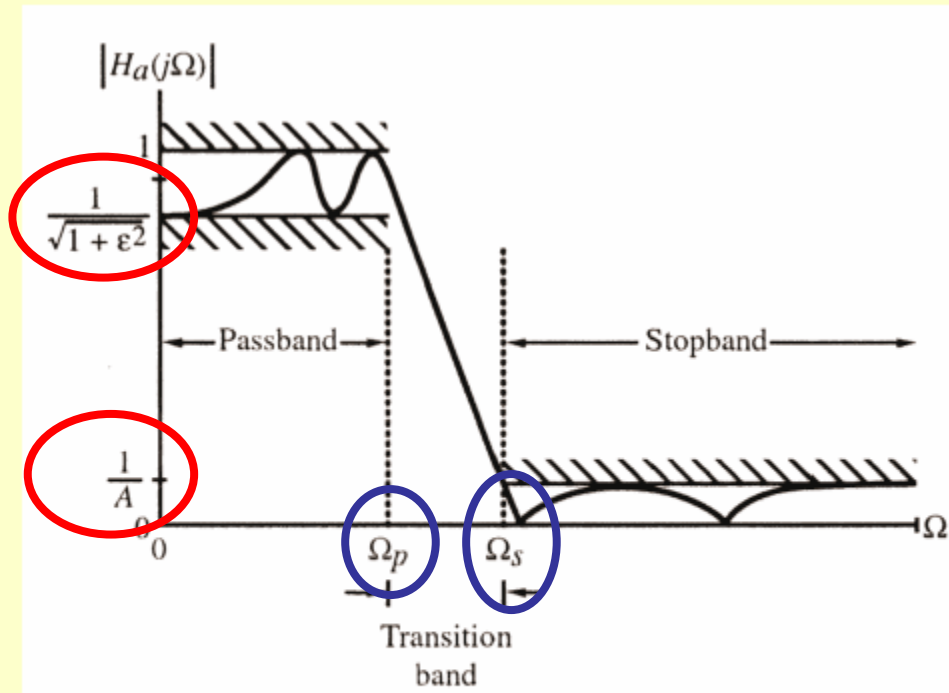 |Hₐ(jΩ)|
1
1
√1 + ε²
Passband
Stopband
1
A
0
0
Ωp
Ωs
Ω
Transition
band